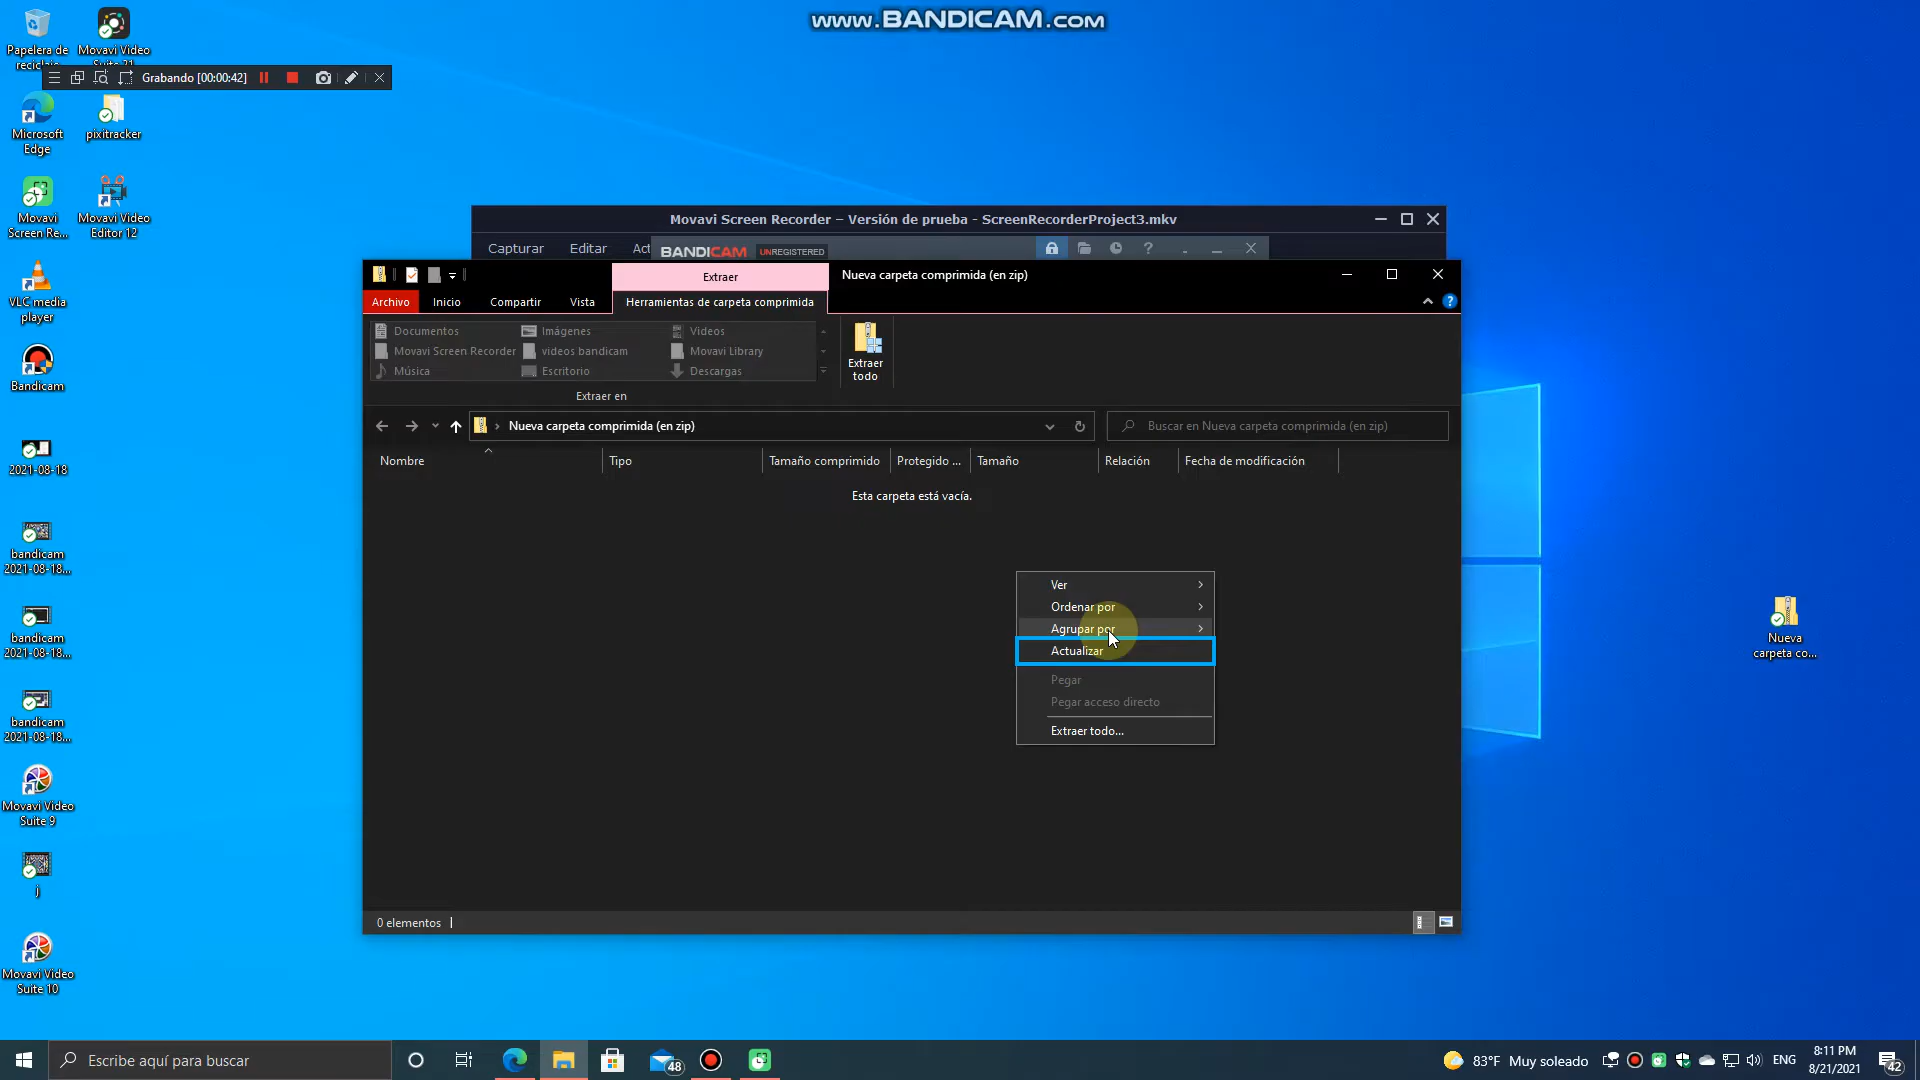 www.BANDICAM.com
Papelera de
Movavi Video
Grabando [00:00:42]
Microsoft
Edge
pixitracker
Movavi
Screen Re...
Movavi Video
Editor 12
VLC media
player
Bandicam
2021-08-18
bandicam
2021-08-18...
bandicam
2021-08-18...
bandicam
2021-08-18...
Movavi Video
Suite 9
j
Movavi Video
Suite 10
Movavi Screen Recorder – Versión de prueba - ScreenRecorderProject3.mkv
Capturar Editar Act
BANDICAM UNREGISTERED
Extraer
Nueva carpeta comprimida (en zip)
Archivo Inicio Compartir Vista Herramientas de carpeta comprimida
Documentos Imágenes Videos
Movavi Screen Recorder videos bandicam Movavi Library
Música Escritorio Descargas
Extraer en
Extraer
todo
Nueva carpeta comprimida (en zip)
Buscar en Nueva carpeta comprimida (en zip)
Nombre Tipo Tamaño comprimido Protegido ... Tamaño Relación Fecha de modificación
Esta carpeta está vacía.
Ver
Ordenar por
Agrupar por
Actualizar
Pegar
Pegar acceso directo
Extraer todo...
0 elementos
Nueva
carpeta co...
Escribe aquí para buscar
48
83°F Muy soleado
ENG
8:11 PM
8/21/2021
42